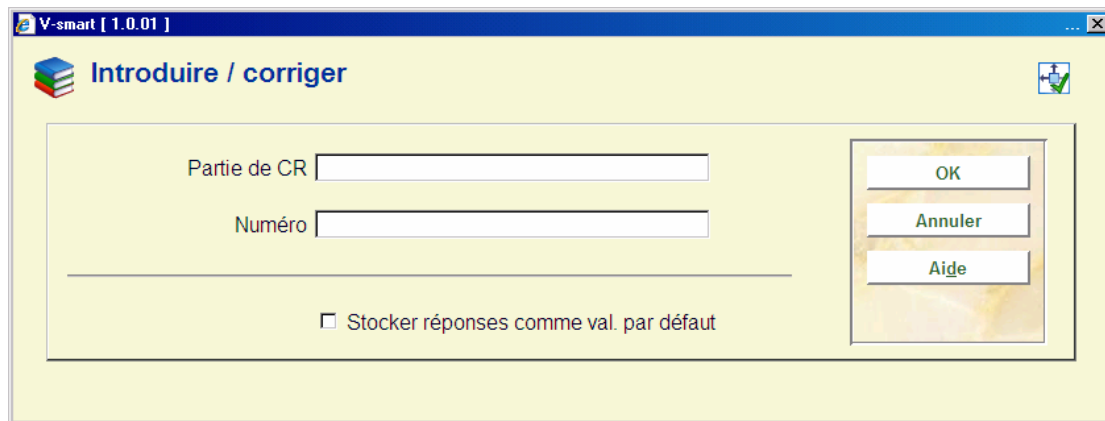 V-smart [ 1.0.01 ]
...
Introduire / corriger
Partie de CR
OK
Numéro
Annuler
Aide
Stocker réponses comme val. par défaut